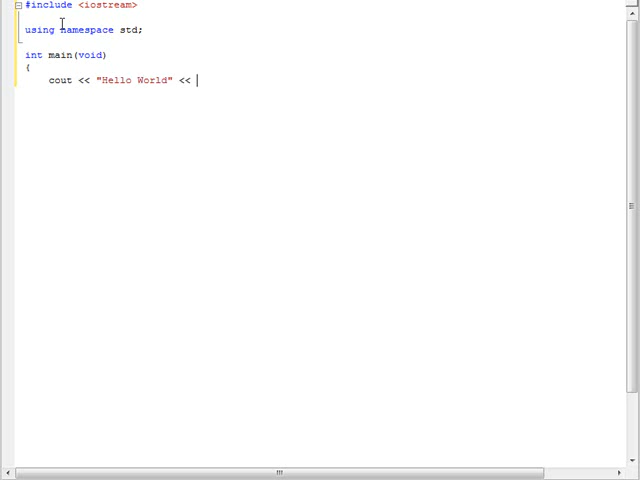 #include <iostream>
using namespace std;
int main(void)
{
cout << "Hello World" <<